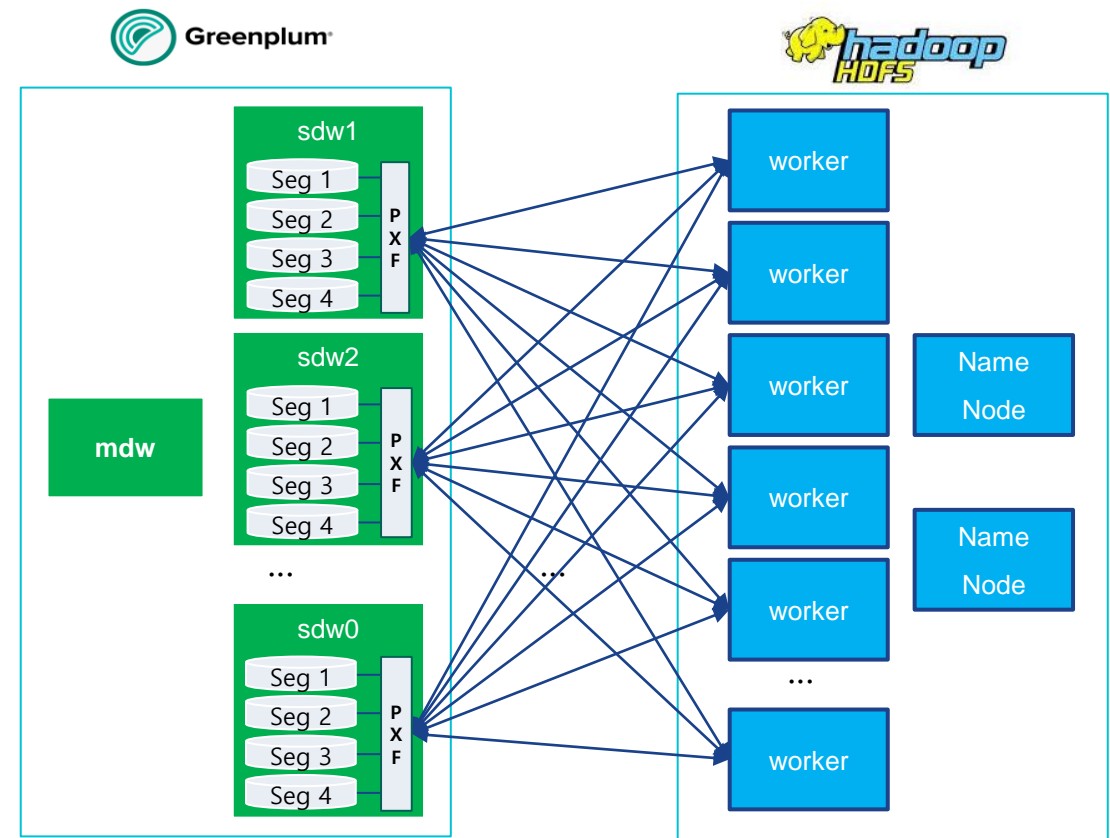 Greenplum
hadoop
HDFS
sdw1
Seg 1
Seg 2
Seg 3
Seg 4
P
X
F
sdw2
Seg 1
Seg 2
Seg 3
Seg 4
P
X
F
mdw
...
sdw0
Seg 1
Seg 2
Seg 3
Seg 4
P
X
F
...
worker
worker
worker
worker
worker
...
worker
Name
Node
Name
Node